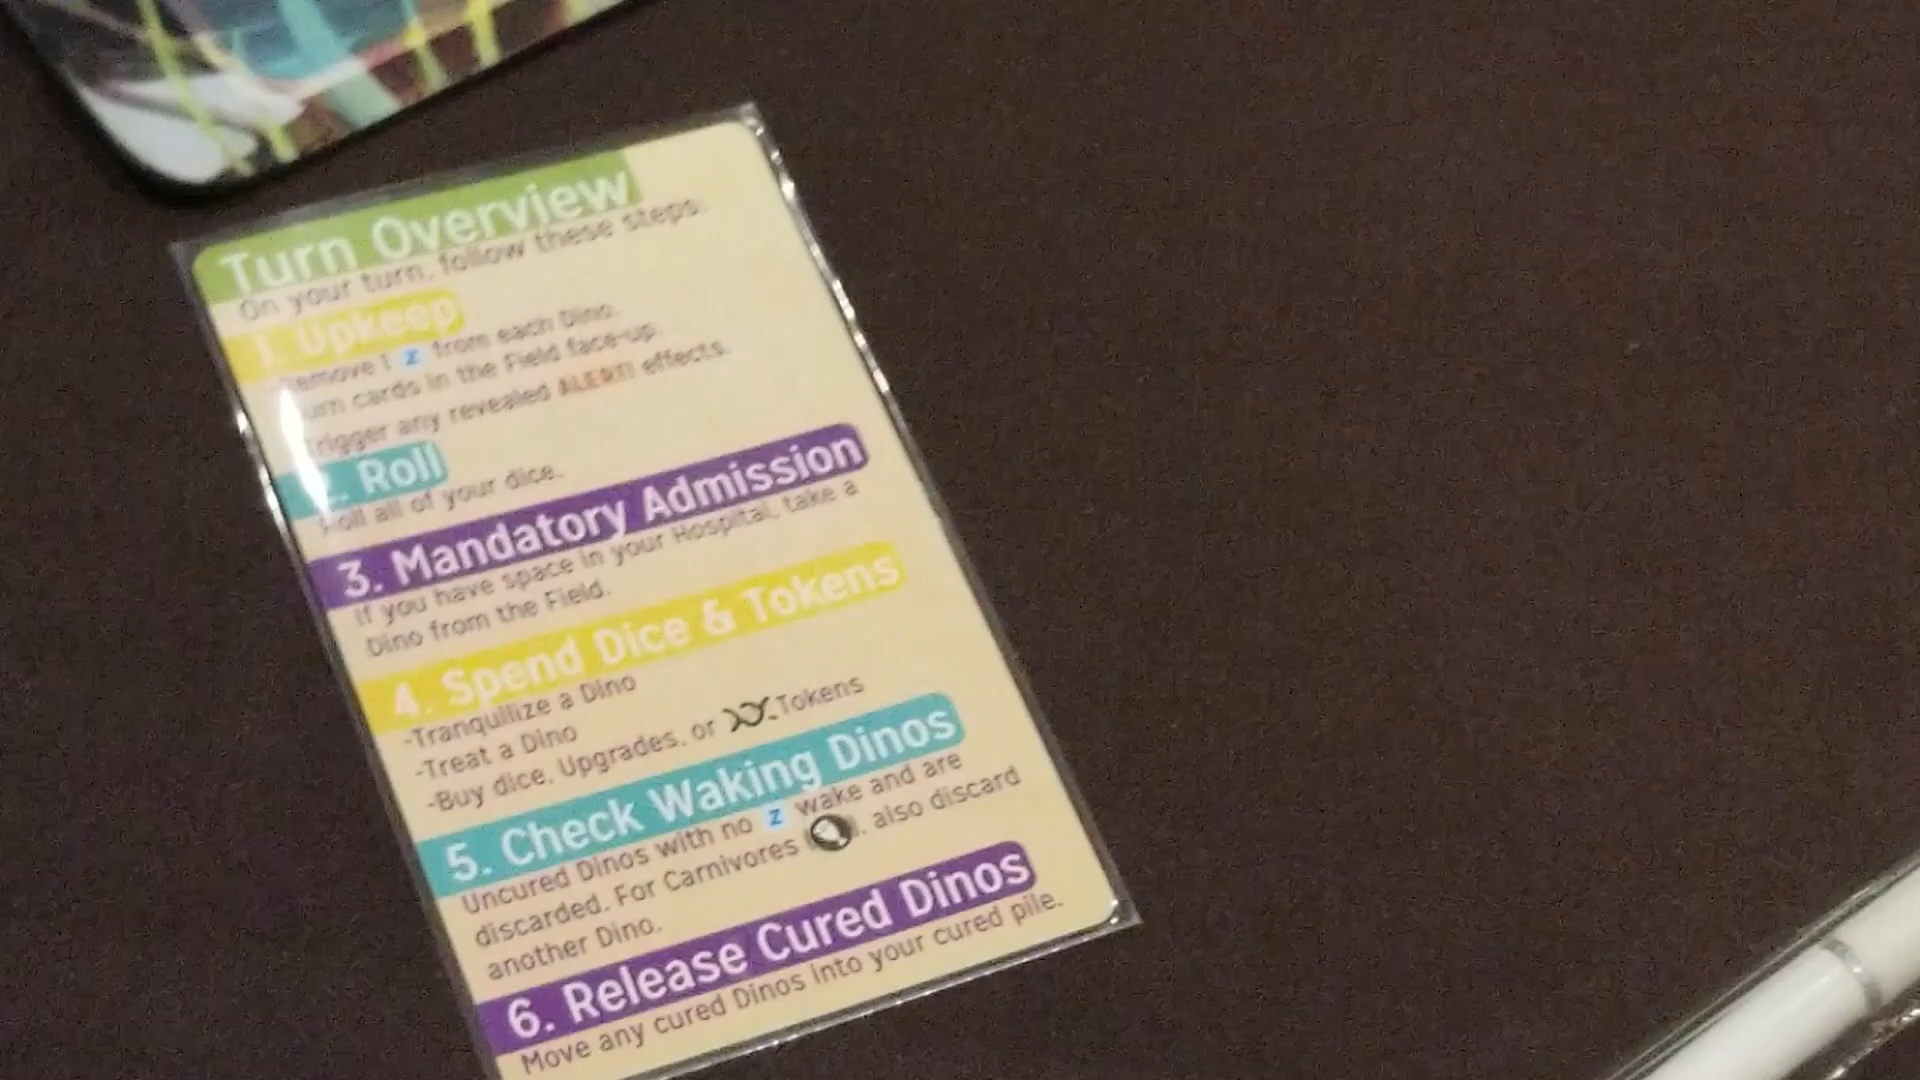 Turn Overview
On your turn, follow these steps:
1. Upkeep
Remove 1 z from each Dino.
Turn cards in the Field face-up.
Trigger any revealed ALERT! effects.
2. Roll
Roll all of your dice.
3. Mandatory Admission
If you have space in your Hospital, take a
Dino from the Field.
4. Spend Dice & Tokens
-Tranquilize a Dino
-Treat a Dino
-Buy dice, Upgrades, or Tokens
5. Check Waking Dinos
Uncured Dinos with no z wake and are
discarded. For Carnivores , also discard
another Dino.
6. Release Cured Dinos
Move any cured Dinos into your cured pile.